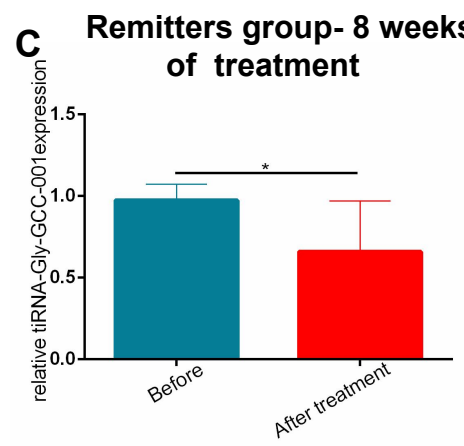 C
Remitters group- 8 weeks
of treatment
relative tiRNA-Gly-GCC-001expression
1.5
1.0
0.5
0.0
*
Before
After treatment